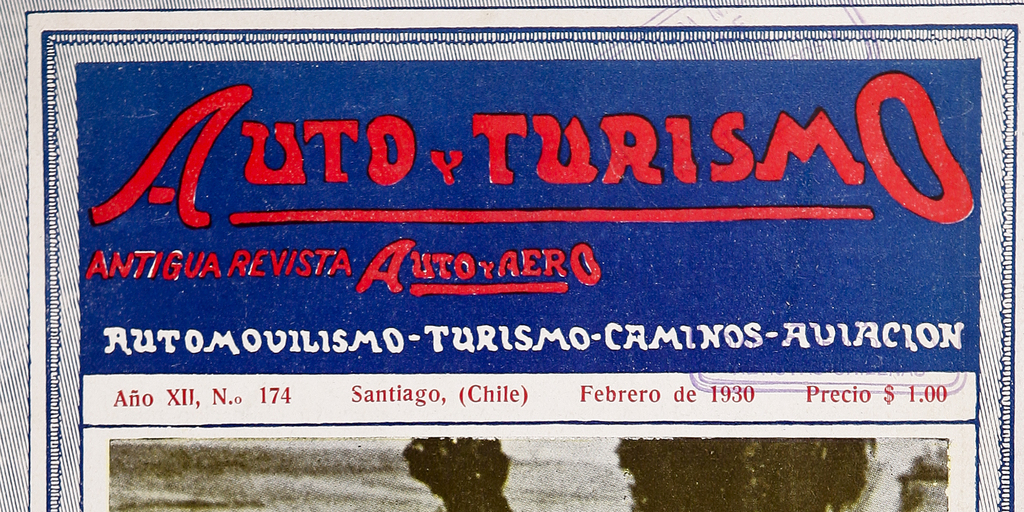 AUTO Y TURISMO
ANTIGUA REVISTA AUTO Y AERO
AUTOMOVILISMO-TURISMO-CAMINOS-AVIACION
Año XII, N.o 174 Santiago, (Chile) Febrero de 1930 Precio $ 1.00